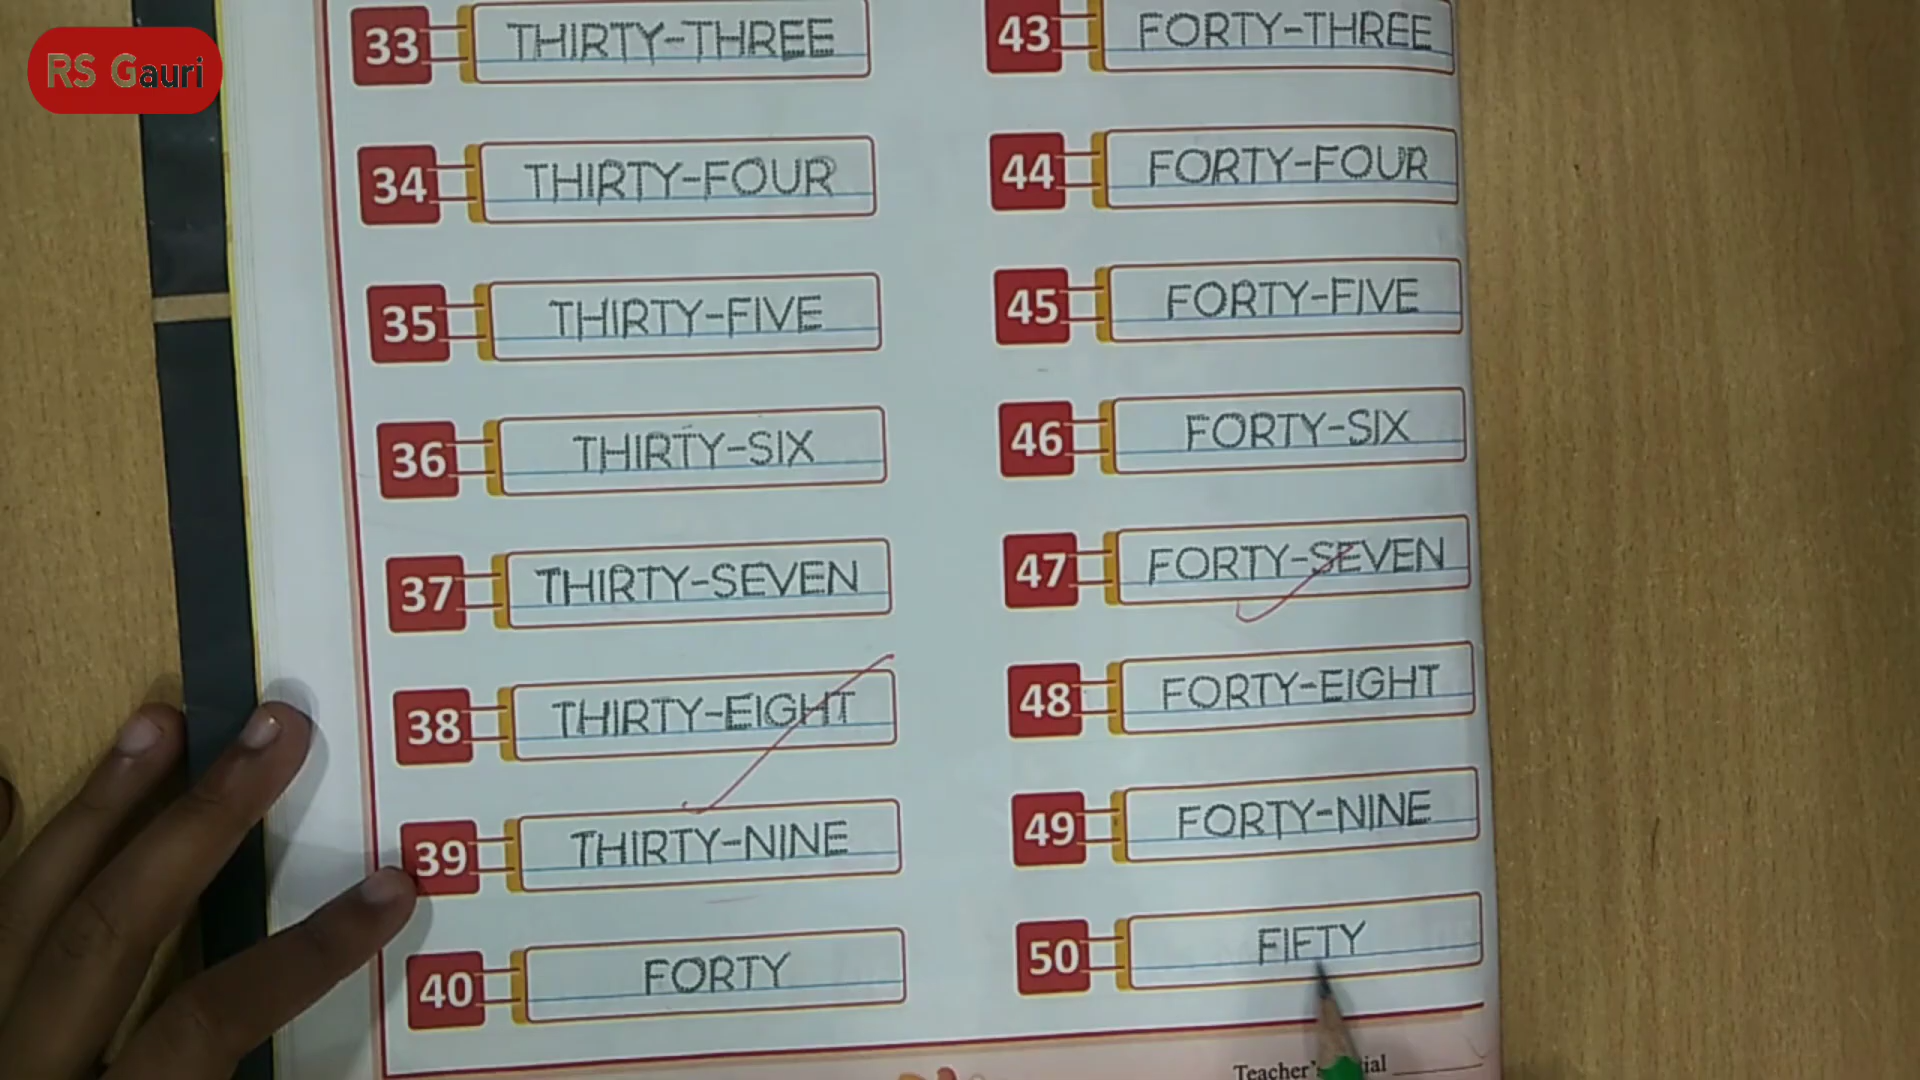 RS Gauri
33 THIRTY-THREE
34 THIRTY-FOUR
35 THIRTY-FIVE
36 THIRTY-SIX
37 THIRTY-SEVEN
38 THIRTY-EIGHT
39 THIRTY-NINE
40 FORTY
43 FORTY-THREE
44 FORTY-FOUR
45 FORTY-FIVE
46 FORTY-SIX
47 FORTY-SEVEN
48 FORTY-EIGHT
49 FORTY-NINE
50 FIFTY
Teacher's